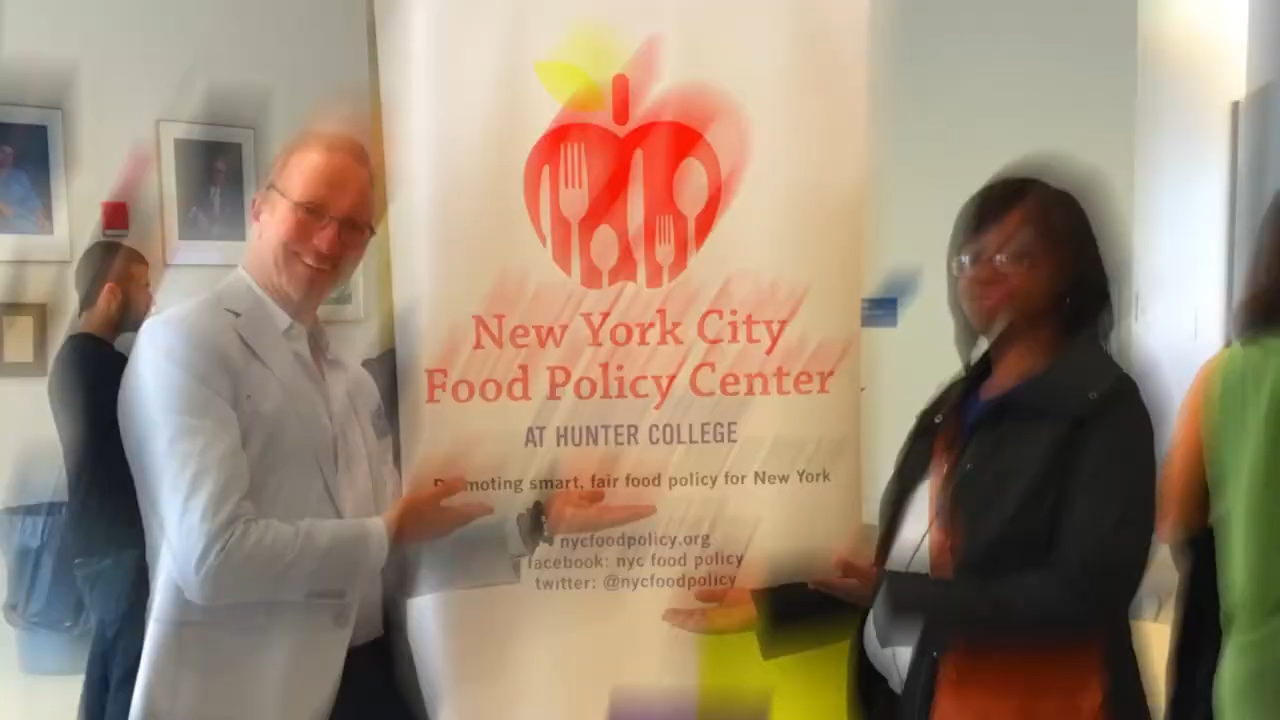 New York City
Food Policy Center
AT HUNTER COLLEGE
Promoting smart, fair food policy for New York
nycfoodpolicy.org
facebook: nyc food policy
twitter: @nycfoodpolicy